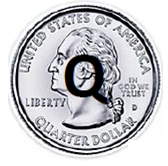 UNITED STATES OF AMERICA
LIBERTY
IN
GOD WE
TRUST
D
Q
QUARTER DOLLAR